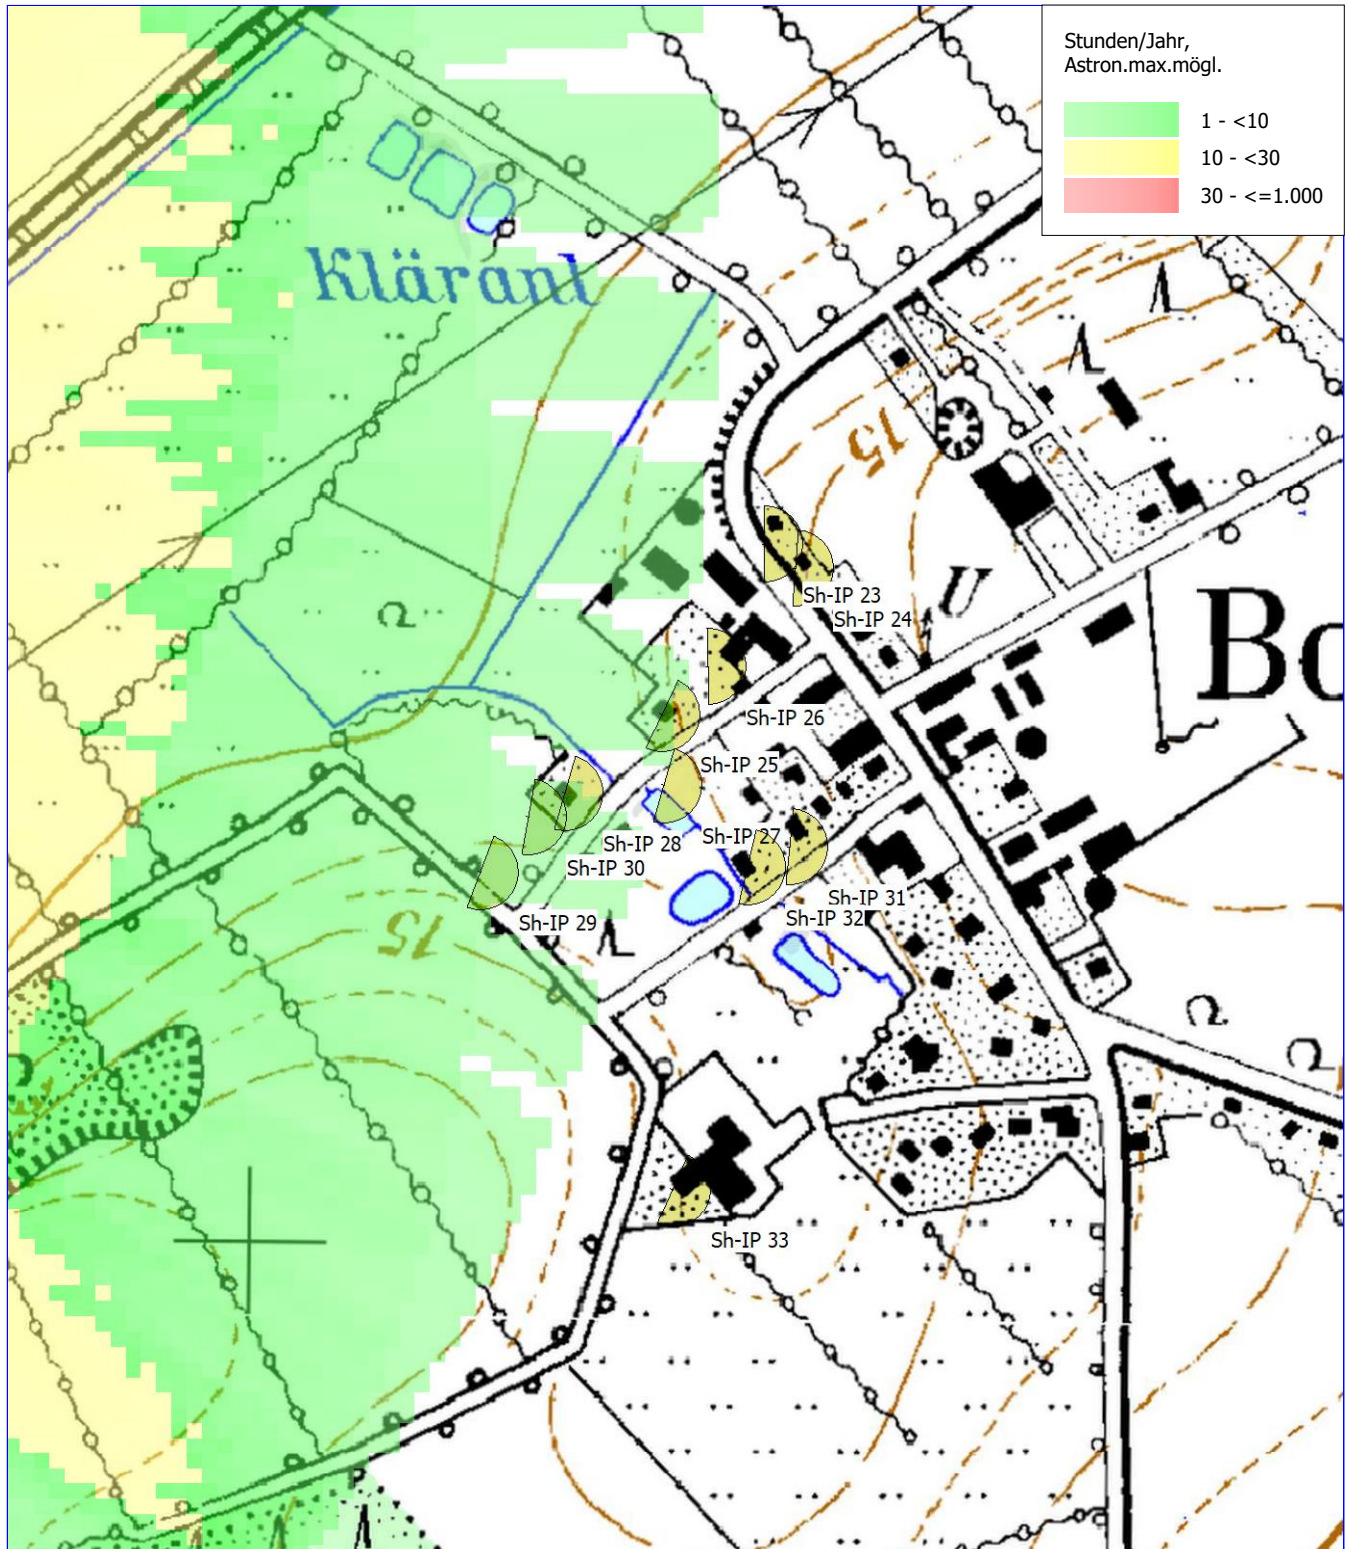 Stunden/Jahr,
Astron.max.mögl.
1 - <10
10 - <30
30 - <=1.000
Kläranl
15
U
Bo
Sh-IP 23
Sh-IP 24
Sh-IP 26
Sh-IP 25
Sh-IP 27
Sh-IP 28
Sh-IP 30
Sh-IP 31
Sh-IP 32
Sh-IP 29
15
Sh-IP 33